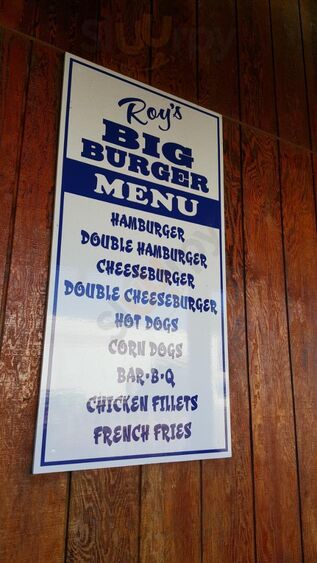 Roy's
BIG
BURGER
MENU
HAMBURGER
DOUBLE HAMBURGER
CHEESEBURGER
DOUBLE CHEESEBURGER
HOT DOGS
CORN DOGS
BAR-B-Q
CHICKEN FILLETS
FRENCH FRIES